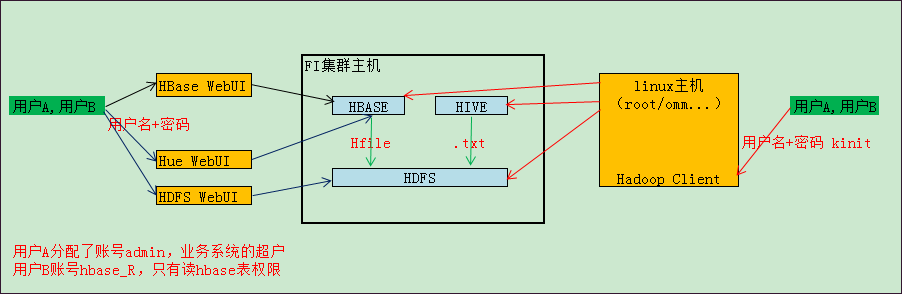 FI集群主机
HBase WebUI
linux主机
(root/omm...)
用户A,用户B
HBASE
HIVE
用户A,用户B
用户名+密码
Hfile
.txt
用户名+密码 kinit
Hue WebUI
HDFS
Hadoop Client
HDFS WebUI
用户A分配了账号admin，业务系统的超户
用户B账号hbase_R，只有读hbase表权限